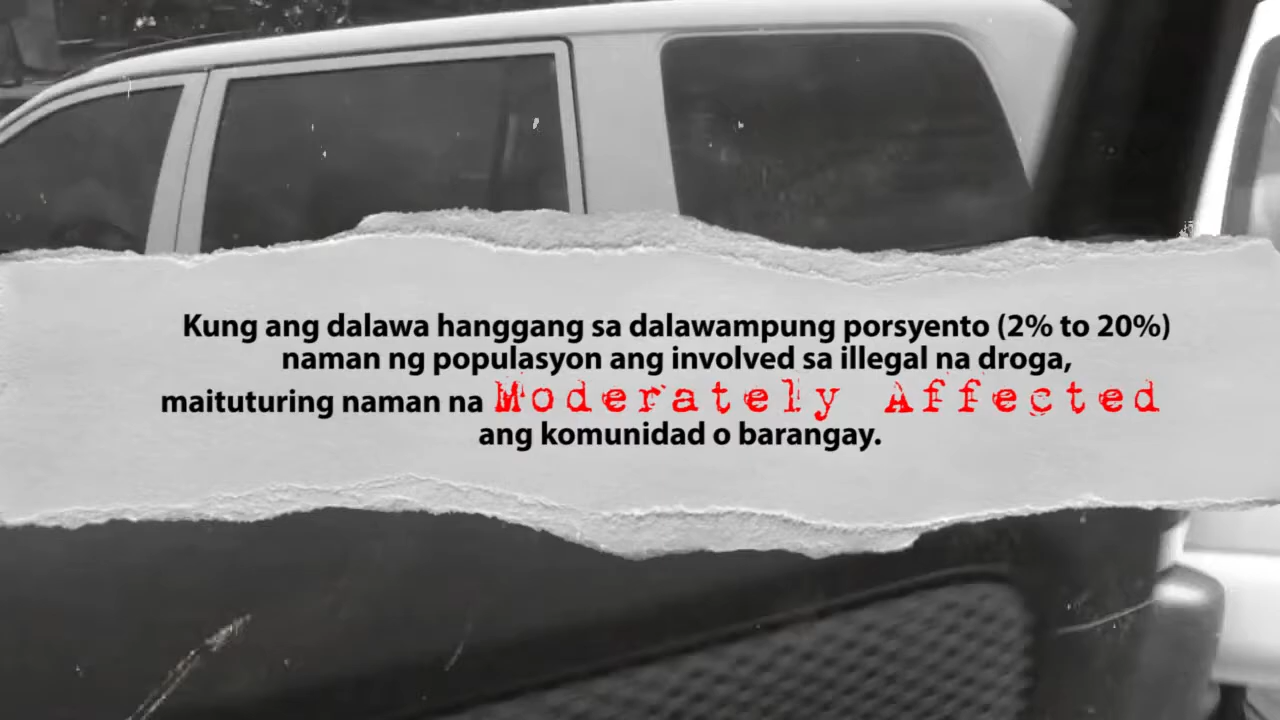 Kung ang dalawa hanggang sa dalawampung porsyento (2% to 20%)
naman ng populasyon ang involved sa illegal na droga,
maituturing naman na Moderately Affected
ang komunidad o barangay.